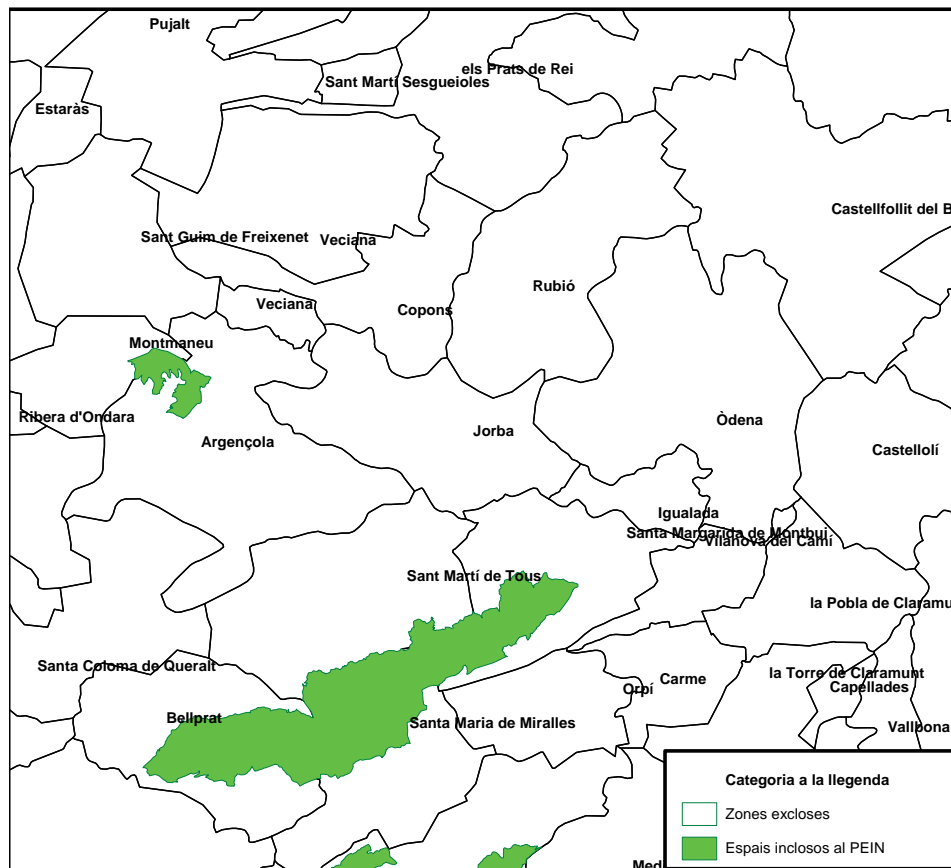 Pujalt
els Prats de Rei
Sant Martí Sesgueioles
Estaràs
Castellfollit del B
Sant Guim de Freixenet
Veciana
Rubió
Veciana
Copons
Montmaneu
Ribera d'Ondara
Òdena
Jorba
Argençola
Castellolí
Igualada
Santa Margarida de Montbui
Vilanova del Camí
Sant Martí de Tous
la Pobla de Claramu
Santa Coloma de Queralt
la Torre de Claramunt
Carme
Capellades
Orpí
Bellprat
Santa Maria de Miralles
Vallbona
Categoria a la llegenda
Zones excloses
Espais inclosos al PEIN
Med